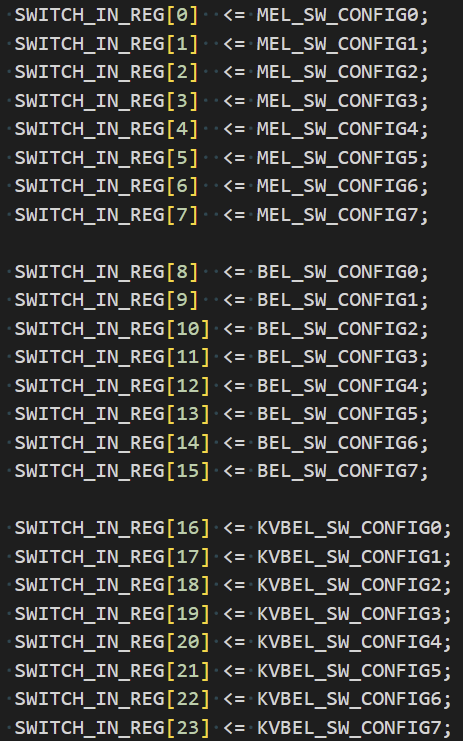 SWITCH_IN_REG[0]  <= MEL_SW_CONFIG0;
SWITCH_IN_REG[1]  <= MEL_SW_CONFIG1;
SWITCH_IN_REG[2]  <= MEL_SW_CONFIG2;
SWITCH_IN_REG[3]  <= MEL_SW_CONFIG3;
SWITCH_IN_REG[4]  <= MEL_SW_CONFIG4;
SWITCH_IN_REG[5]  <= MEL_SW_CONFIG5;
SWITCH_IN_REG[6]  <= MEL_SW_CONFIG6;
SWITCH_IN_REG[7]  <= MEL_SW_CONFIG7;

SWITCH_IN_REG[8]  <= BEL_SW_CONFIG0;
SWITCH_IN_REG[9]  <= BEL_SW_CONFIG1;
SWITCH_IN_REG[10] <= BEL_SW_CONFIG2;
SWITCH_IN_REG[11] <= BEL_SW_CONFIG3;
SWITCH_IN_REG[12] <= BEL_SW_CONFIG4;
SWITCH_IN_REG[13] <= BEL_SW_CONFIG5;
SWITCH_IN_REG[14] <= BEL_SW_CONFIG6;
SWITCH_IN_REG[15] <= BEL_SW_CONFIG7;

SWITCH_IN_REG[16] <= KVBEL_SW_CONFIG0;
SWITCH_IN_REG[17] <= KVBEL_SW_CONFIG1;
SWITCH_IN_REG[18] <= KVBEL_SW_CONFIG2;
SWITCH_IN_REG[19] <= KVBEL_SW_CONFIG3;
SWITCH_IN_REG[20] <= KVBEL_SW_CONFIG4;
SWITCH_IN_REG[21] <= KVBEL_SW_CONFIG5;
SWITCH_IN_REG[22] <= KVBEL_SW_CONFIG6;
SWITCH_IN_REG[23] <= KVBEL_SW_CONFIG7;